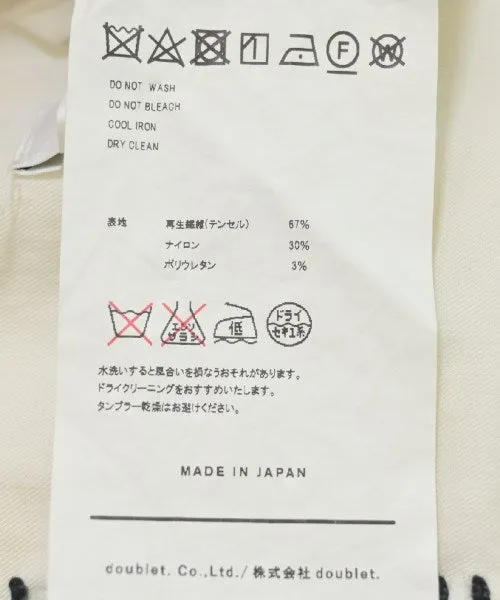 F W
DO NOT WASH
DO NOT BLEACH
COOL IRON
DRY CLEAN
表地 再生繊維(テンセル) 67%
ナイロン 30%
ポリウレタン 3%
エンソ サラシ 低 ドライ セキユ系
水洗いすると風合いを損なうおそれがあります。
ドライクリーニングをおすすめいたします。
タンブラー乾燥はお避けください。
MADE IN JAPAN
doublet. Co.,Ltd./ 株式会社 doublet.